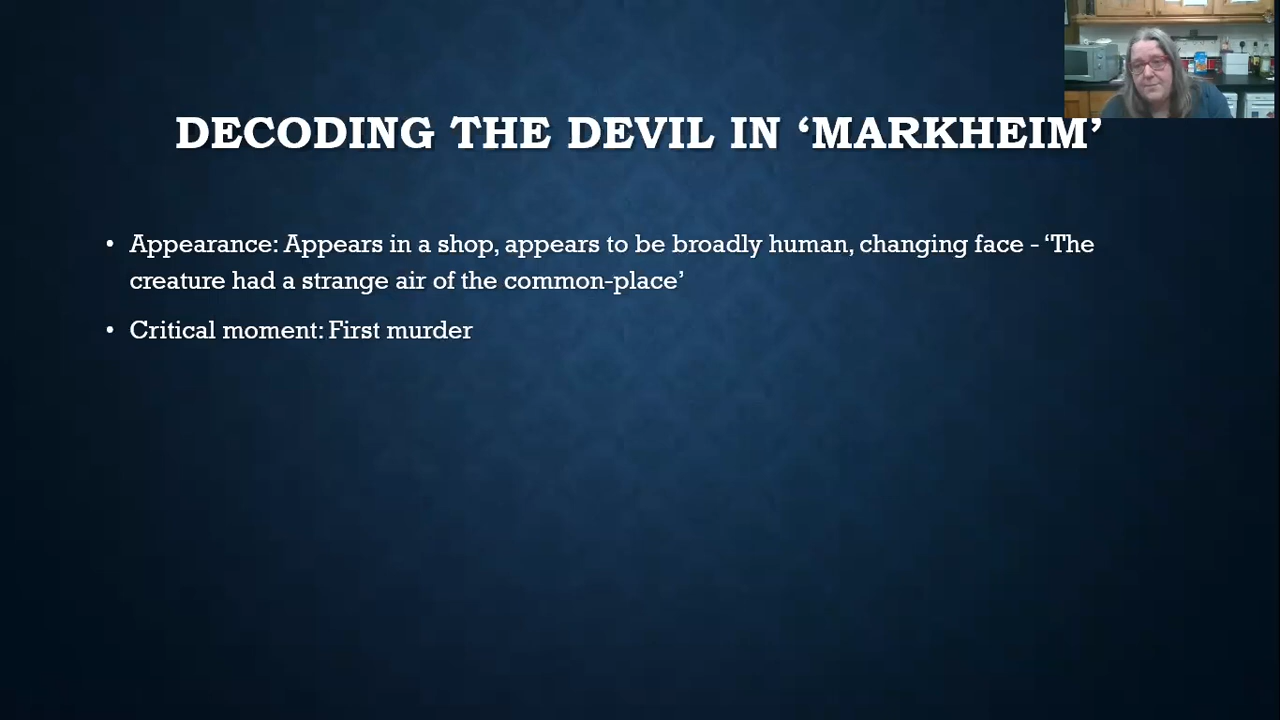 DECODING THE DEVIL IN ‘MARKHEIM’
• Appearance: Appears in a shop, appears to be broadly human, changing face - ‘The
creature had a strange air of the common-place’
• Critical moment: First murder